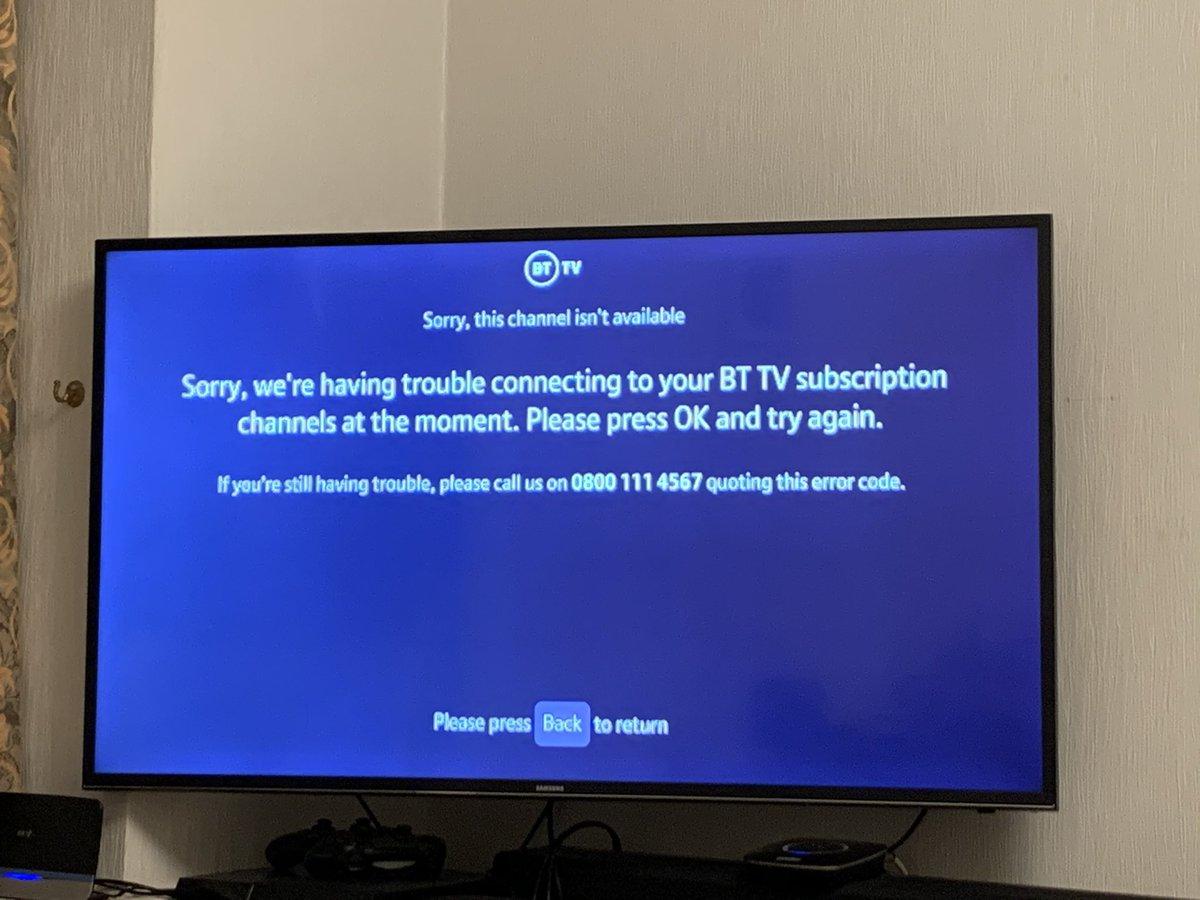 BT TV
Sorry, this channel isn't available
Sorry, we're having trouble connecting to your BT TV subscription
channels at the moment. Please press OK and try again.
If you're still having trouble, please call us on 0800 111 4567 quoting this error code.
Please press Back to return
SAMSUNG
BT